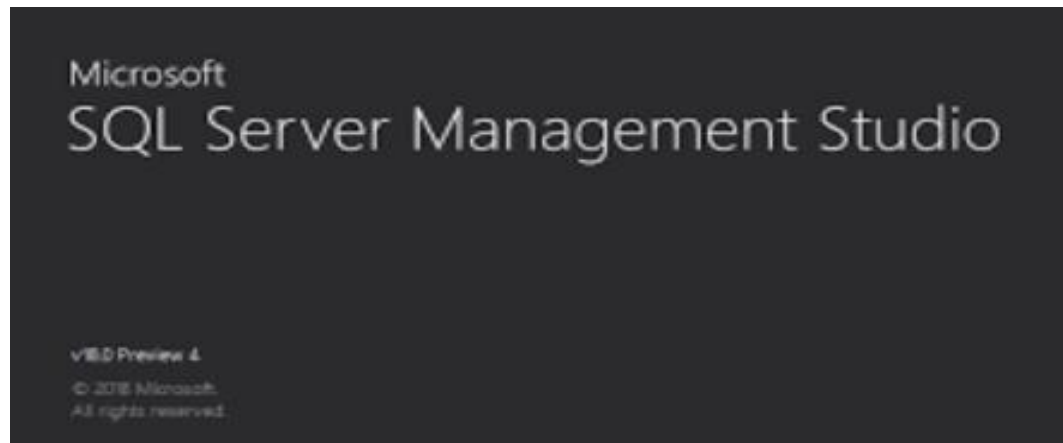 Microsoft
SQL Server Management Studio
v18.0 Preview 4
© 2018 Microsoft.
All rights reserved.